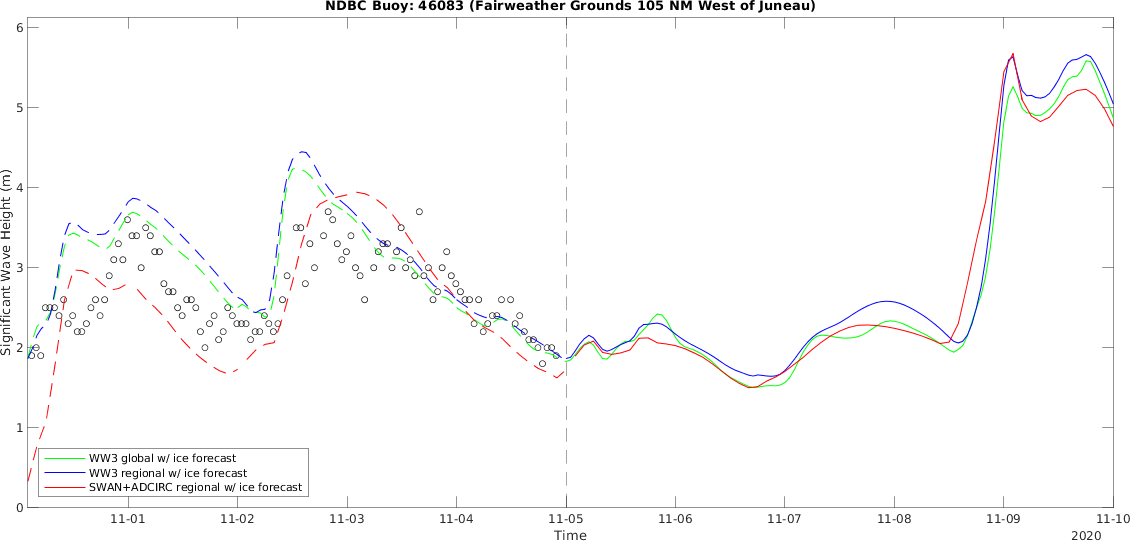 NDBC Buoy: 46083 (Fairweather Grounds 105 NM West of Juneau)
Significant Wave Height (m)
6
5
4
3
2
1
0
WW3 global w/ ice forecast
WW3 regional w/ ice forecast
SWAN+ADCIRC regional w/ ice forecast
11-01 11-02 11-03 11-04 11-05 11-06 11-07 11-08 11-09 11-10
Time
2020